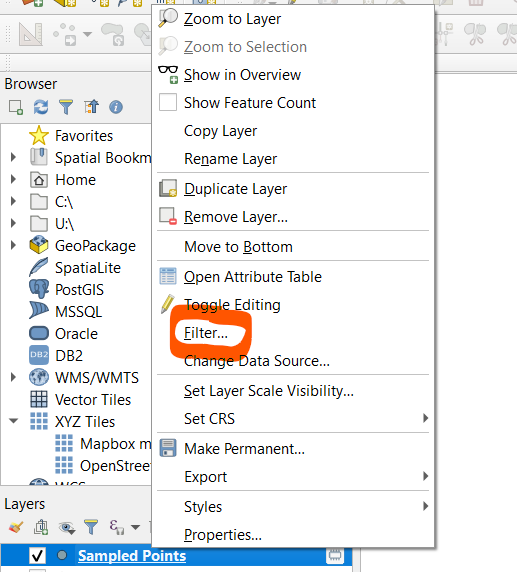 Zoom to Layer
Zoom to Selection
Show in Overview
Show Feature Count
Copy Layer
Rename Layer
Duplicate Layer
Remove Layer...
Move to Bottom
Open Attribute Table
Toggle Editing
Filter...
Change Data Source...
Set Layer Scale Visibility...
Set CRS
Make Permanent...
Export
Styles
Properties...
Browser
Favorites
Spatial Bookm
Home
C:\
U:\
GeoPackage
SpatiaLite
PostGIS
MSSQL
Oracle
DB2
DB2
WMS/WMTS
Vector Tiles
XYZ Tiles
Mapbox m
OpenStree
Layers
Sampled Points